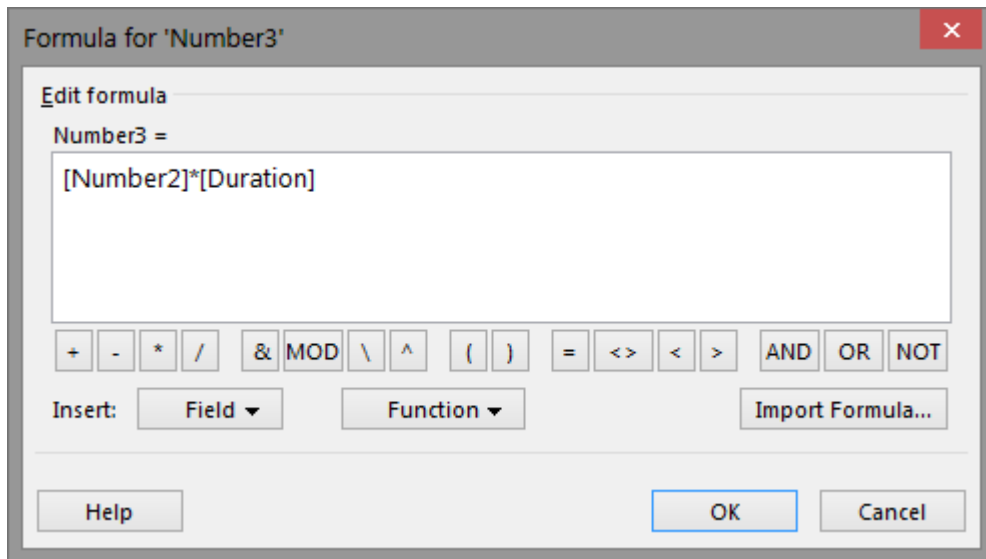 Formula for 'Number3'
Edit formula
Number3 =
[Number2]*[Duration]
+ - * / & MOD \ ^ ( ) = <> < > AND OR NOT
Insert: Field Function Import Formula...
Help OK Cancel